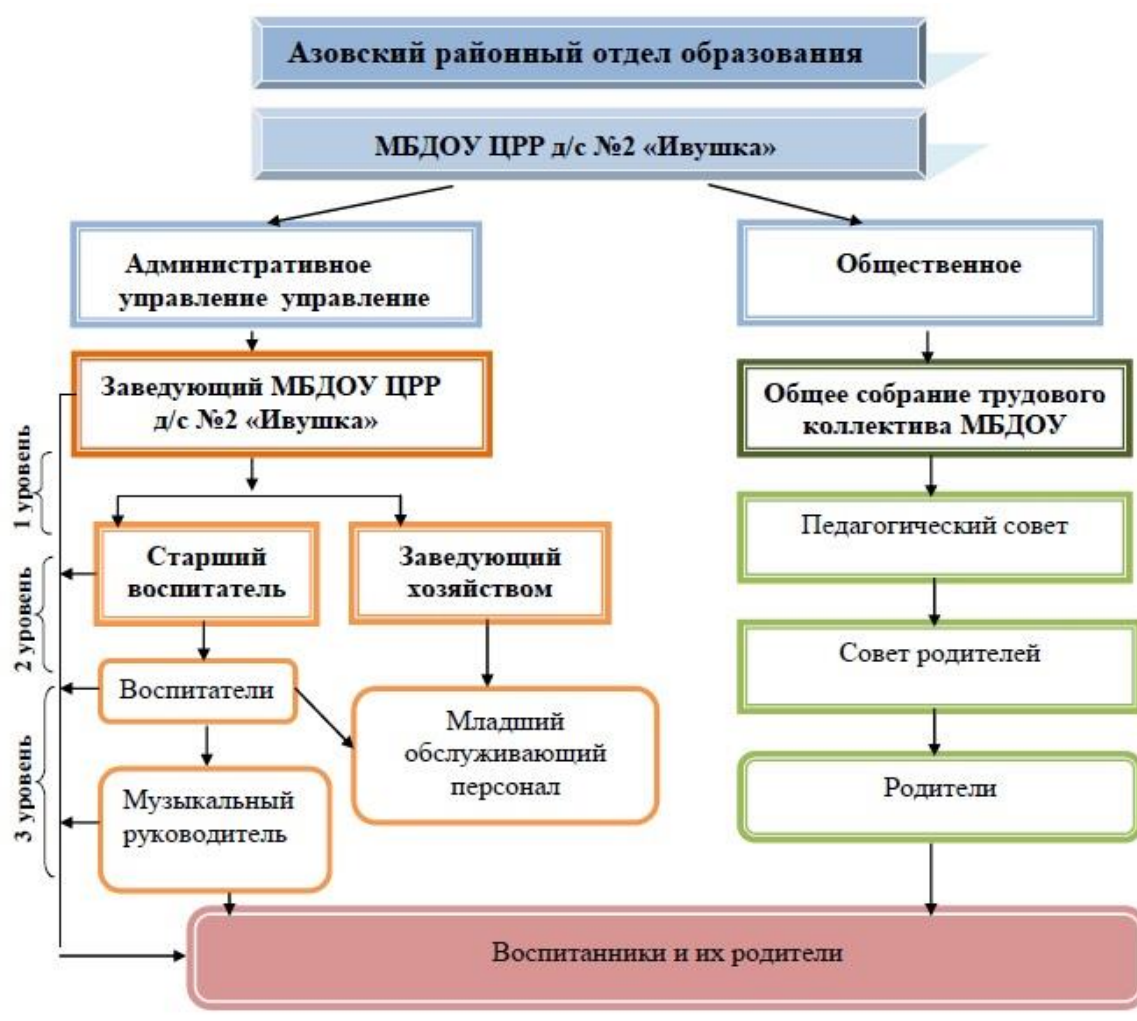 Азовский районный отдел образования
МБДОУ ЦРР д/с №2 «Ивушка»
Административное
управление управление
Общественное
Заведующий МБДОУ ЦРР
д/с №2 «Ивушка»
Общее собрание трудового
коллектива МБДОУ
1 уровень
Старший
воспитатель
Заведующий
хозяйством
Педагогический совет
2 уровень
Воспитатели
Младший
обслуживающий
персонал
Совет родителей
3 уровень
Музыкальный
руководитель
Родители
Воспитанники и их родители